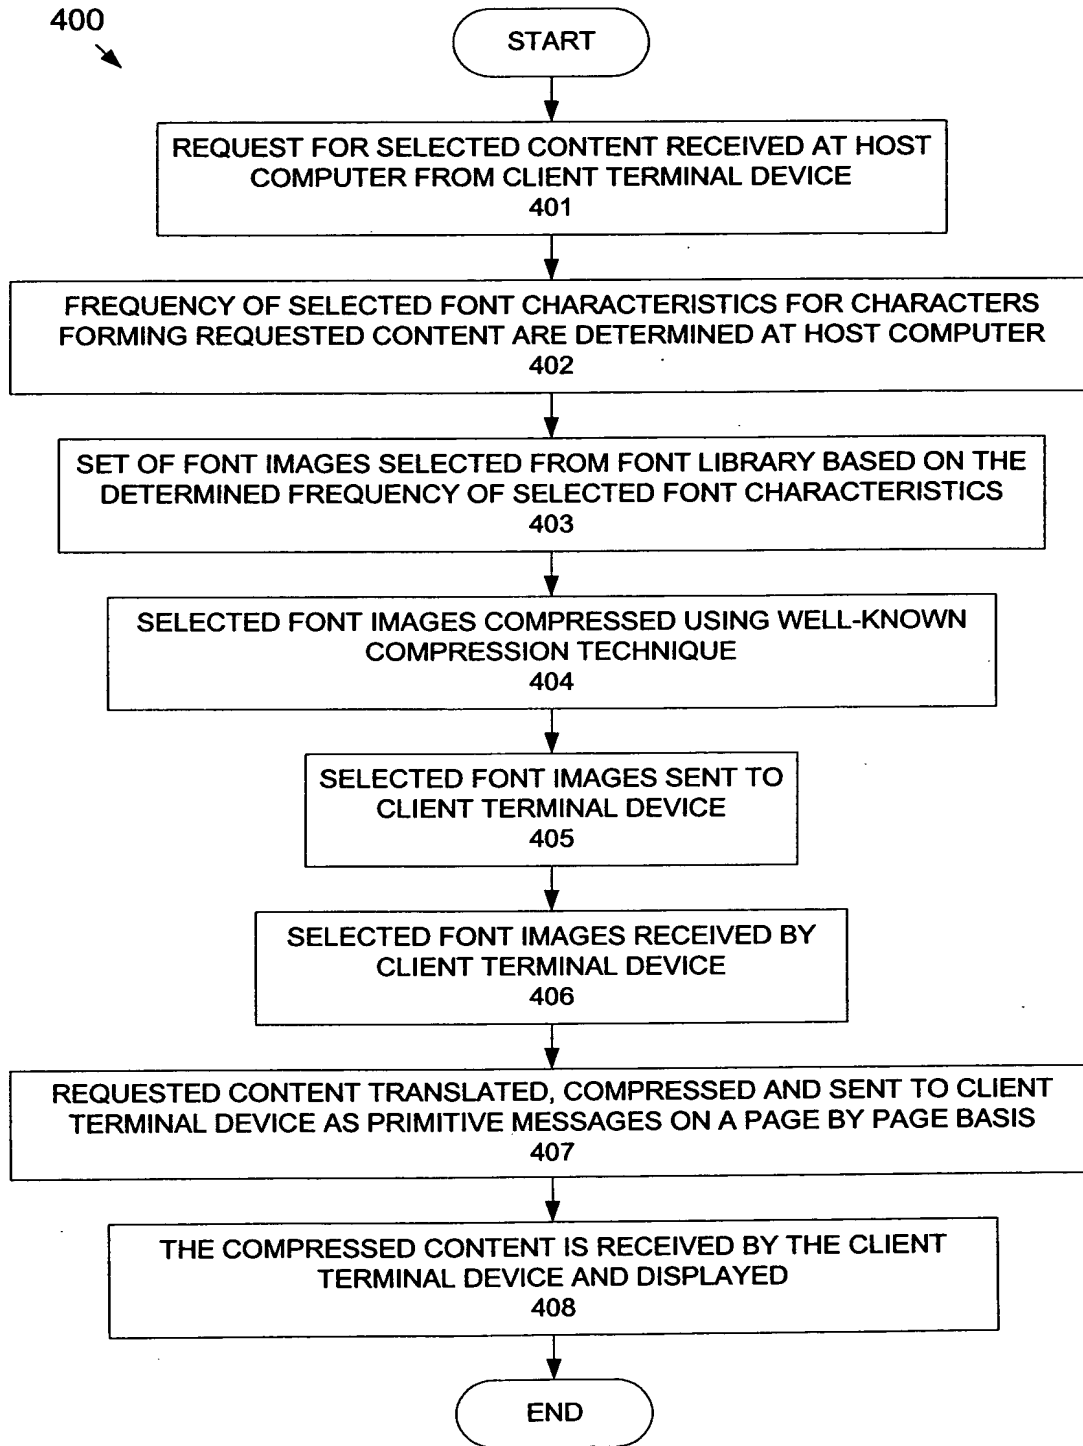 400
START
REQUEST FOR SELECTED CONTENT RECEIVED AT HOST
COMPUTER FROM CLIENT TERMINAL DEVICE
401
FREQUENCY OF SELECTED FONT CHARACTERISTICS FOR CHARACTERS
FORMING REQUESTED CONTENT ARE DETERMINED AT HOST COMPUTER
402
SET OF FONT IMAGES SELECTED FROM FONT LIBRARY BASED ON THE
DETERMINED FREQUENCY OF SELECTED FONT CHARACTERISTICS
403
SELECTED FONT IMAGES COMPRESSED USING WELL-KNOWN
COMPRESSION TECHNIQUE
404
SELECTED FONT IMAGES SENT TO
CLIENT TERMINAL DEVICE
405
SELECTED FONT IMAGES RECEIVED BY
CLIENT TERMINAL DEVICE
406
REQUESTED CONTENT TRANSLATED, COMPRESSED AND SENT TO CLIENT
TERMINAL DEVICE AS PRIMITIVE MESSAGES ON A PAGE BY PAGE BASIS
407
THE COMPRESSED CONTENT IS RECEIVED BY THE CLIENT
TERMINAL DEVICE AND DISPLAYED
408
END